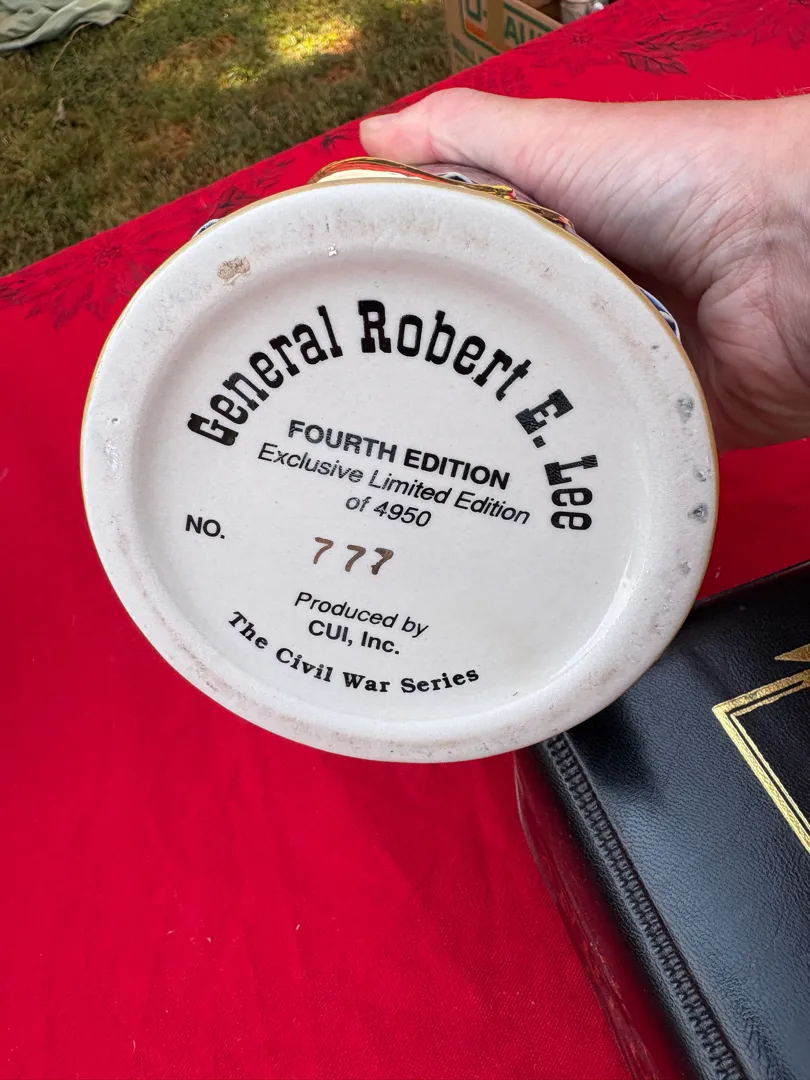 General Robert E. Lee
FOURTH EDITION
Exclusive Limited Edition
of 4950
NO. 777
Produced by
CUI, Inc.
The Civil War Series